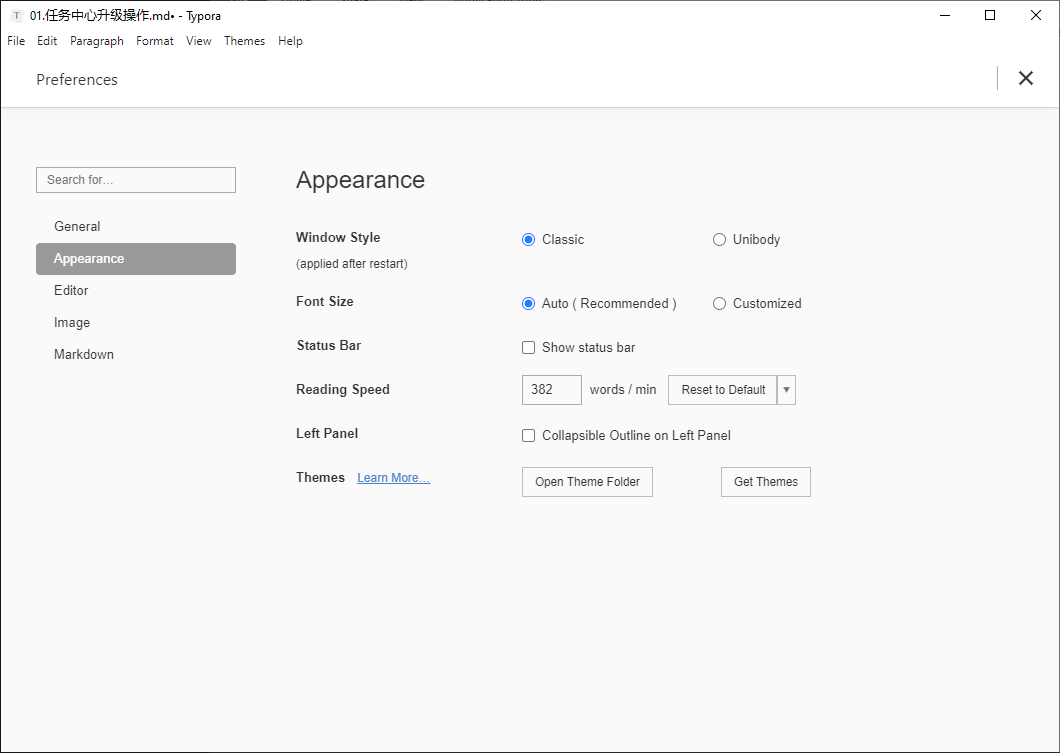 T 01.任务中心升级操作.md• - Typora
File Edit Paragraph Format View Themes Help
Preferences
Search for...
General
Appearance
Editor
Image
Markdown
Appearance
Window Style
(applied after restart)
Classic Unibody
Font Size
Auto ( Recommended ) Customized
Status Bar
Show status bar
Reading Speed
382 words / min Reset to Default
Left Panel
Collapsible Outline on Left Panel
Themes Learn More...
Open Theme Folder Get Themes